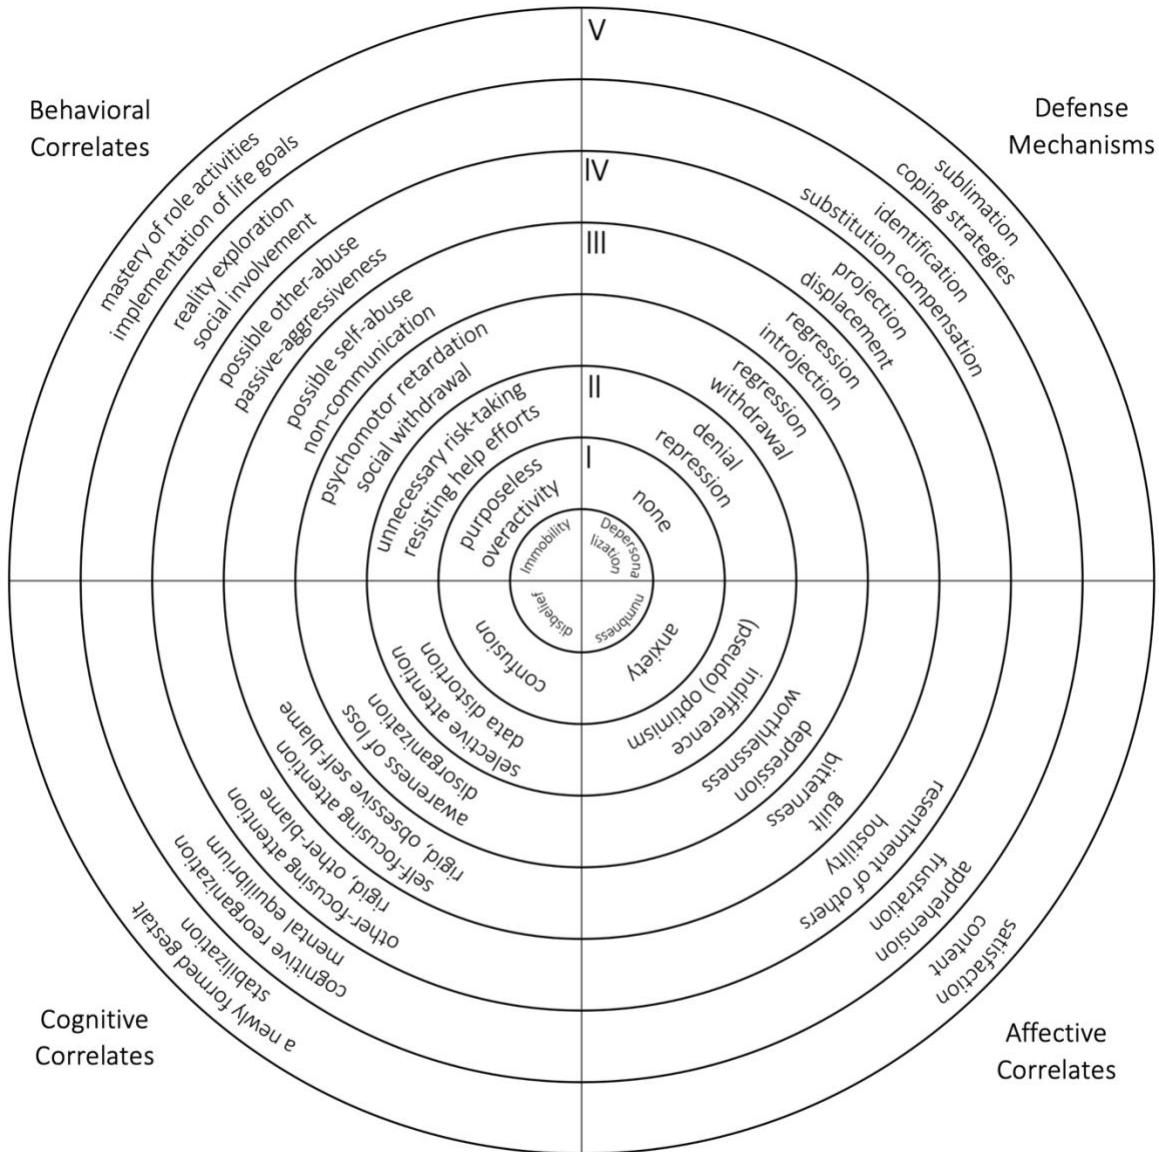 V
IV
III
II
I
Behavioral
Correlates
mastery of role activities
implementation of life goals
reality exploration
social involvement
possible other-abuse
passive-aggressiveness
possible self-abuse
non-communication
psychomotor retardation
social withdrawal
unnecessary risk-taking
resisting help efforts
purposeless
overactivity
Immobility
Defense
Mechanisms
sublimation
coping strategies
identification
substitution compensation
projection
displacement
regression
introjection
regression
withdrawal
denial
repression
none
Depersona
lization
disbelief
confusion
data distortion
selective attention
disorganization
awareness of loss
rigid, obsessive self-blame
self-focusing attention
rigid, other-blame
other-focusing attention
mental equilibrium
cognitive reorganization
stabilization
a newly formed gestalt
Cognitive
Correlates
numbness
anxiety
(pseudo) optimism
indifference
worthlessness
depression
bitterness
guilt
hostility
resentment of others
frustration
apprehension
content
satisfaction
Affective
Correlates